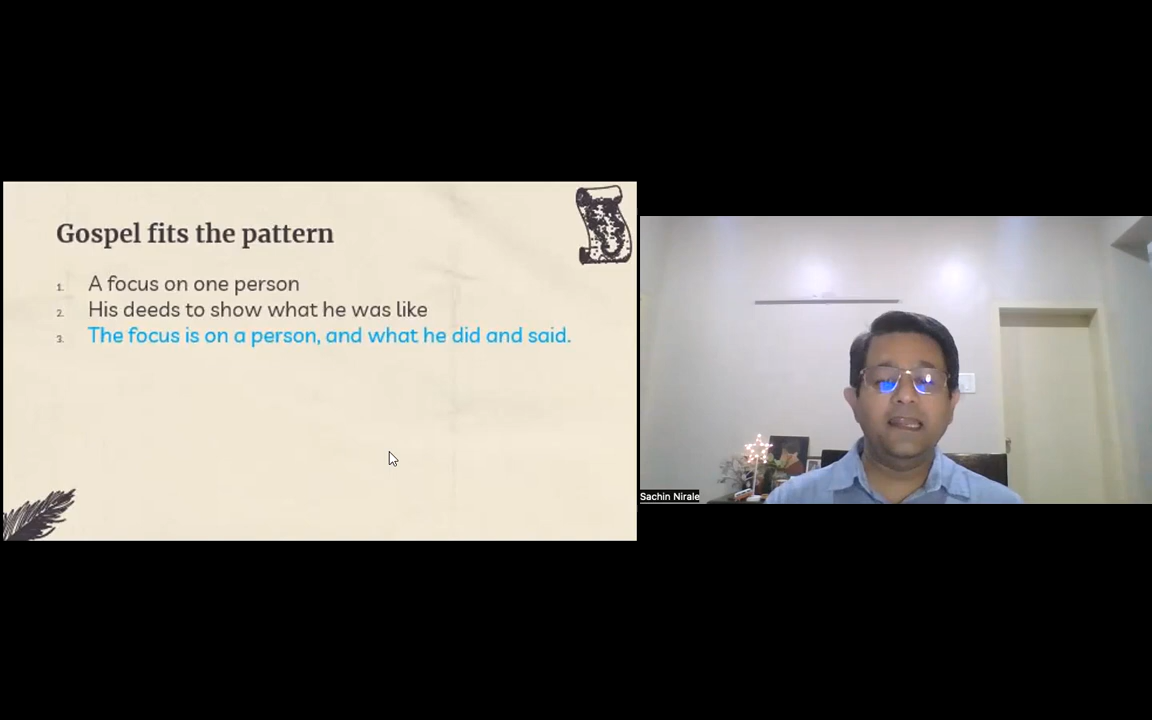 Gospel fits the pattern
1. A focus on one person
2. His deeds to show what he was like
3. The focus is on a person, and what he did and said.
Sachin Nirale